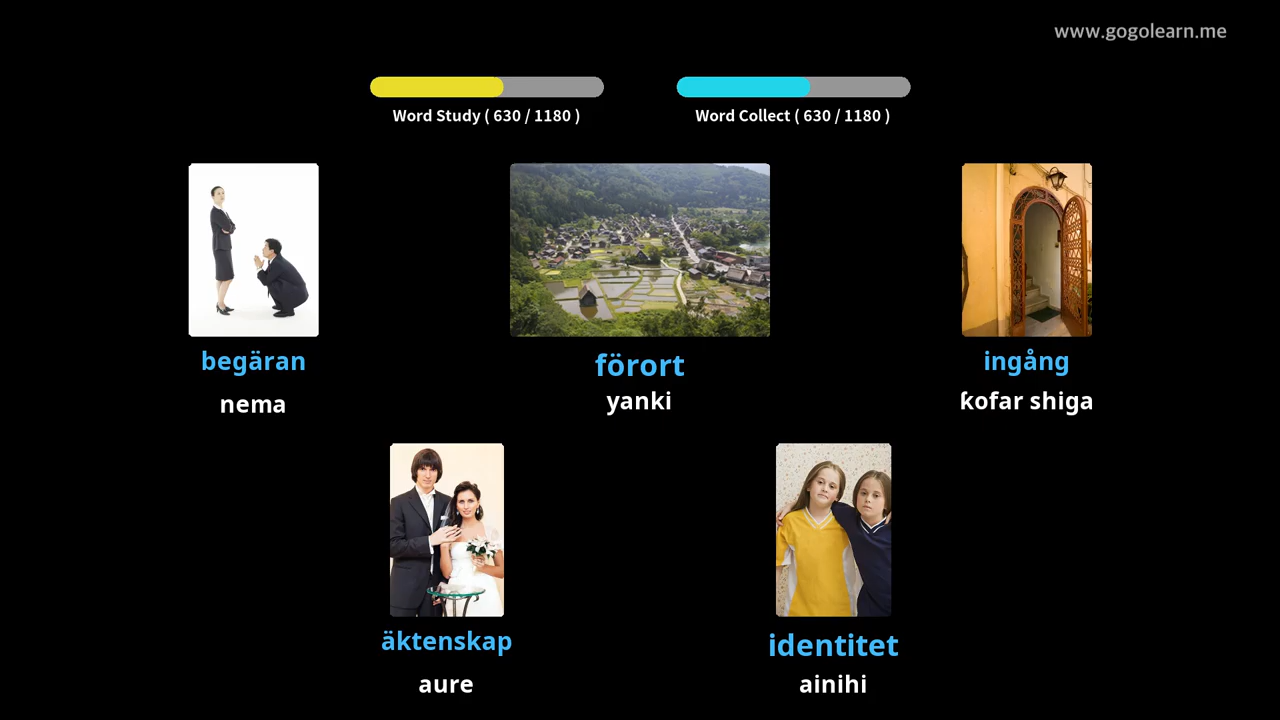 www.gogolearn.me
Word Study ( 630 / 1180 )
Word Collect ( 630 / 1180 )
begäran
nema
förort
yanki
ingång
ƙofar shiga
äktenskap
aure
identitet
ainihi